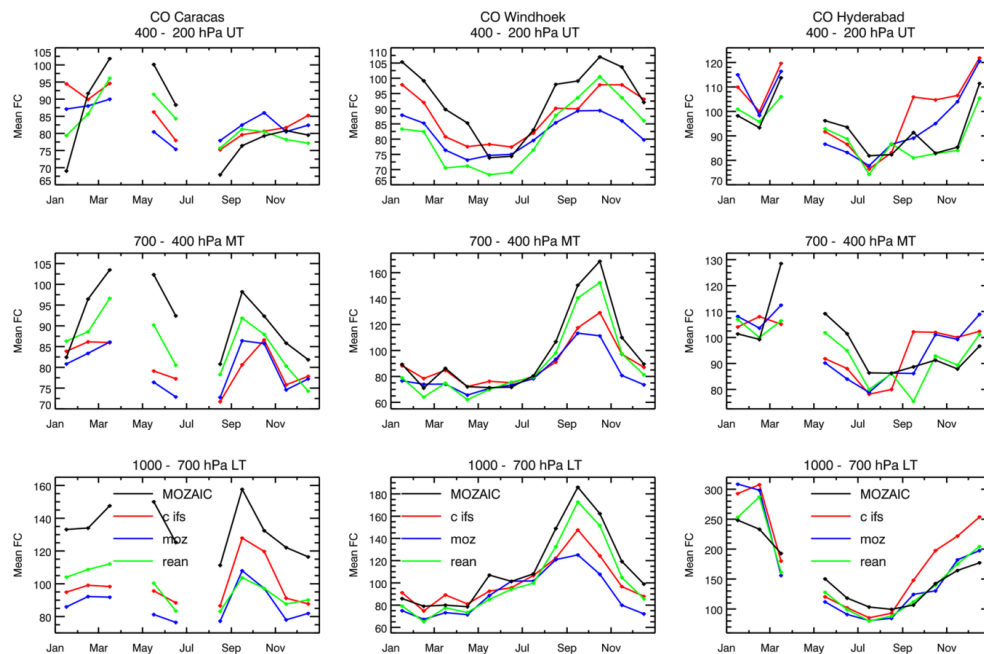 CO Caracas
400 - 200 hPa UT
Mean FC
105
100
95
90
85
80
75
70
65
Jan Mar May Jul Sep Nov
CO Windhoek
400 - 200 hPa UT
Mean FC
110
105
100
95
90
85
80
75
70
65
Jan Mar May Jul Sep Nov
CO Hyderabad
400 - 200 hPa UT
Mean FC
120
110
100
90
80
70
Jan Mar May Jul Sep Nov
700 - 400 hPa MT
Mean FC
105
100
95
90
85
80
75
70
Jan Mar May Jul Sep Nov
700 - 400 hPa MT
Mean FC
160
140
120
100
80
60
Jan Mar May Jul Sep Nov
700 - 400 hPa MT
Mean FC
130
120
110
100
90
80
Jan Mar May Jul Sep Nov
1000 - 700 hPa LT
Mean FC
160
140
120
100
80
MOZAIC
c ifs
moz
rean
Jan Mar May Jul Sep Nov
1000 - 700 hPa LT
Mean FC
180
160
140
120
100
80
60
MOZAIC
c ifs
moz
rean
Jan Mar May Jul Sep Nov
1000 - 700 hPa LT
Mean FC
300
250
200
150
100
MOZAIC
c ifs
moz
rean
Jan Mar May Jul Sep Nov